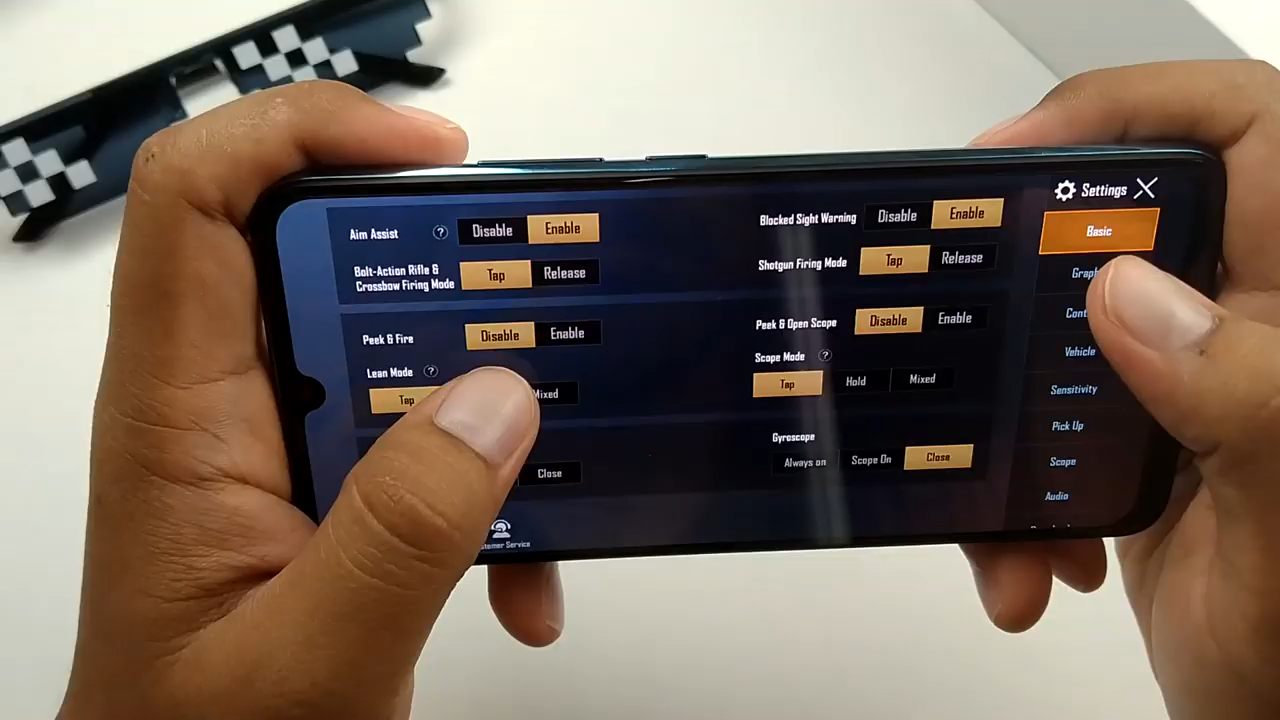 Settings
Aim Assist ? Disable Enable
Blocked Sight Warning Disable Enable
Basic
Bolt-Action Rifle &
Crossbow Firing Mode Tap Release
Shotgun Firing Mode Tap Release
Peek & Fire Disable Enable
Peek & Open Scope Disable Enable
Vehicle
Lean Mode ?
Scope Mode ?
Tap Mixed
Tap Hold Mixed
Sensitivity
Pick Up
Gyroscope
Close
Always on Scope On Close
Scope
Audio
Service